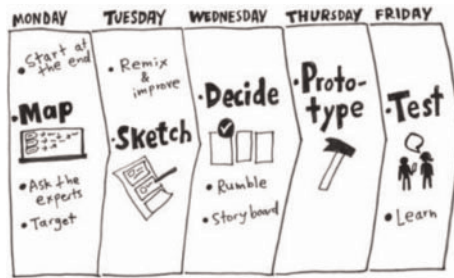 MONDAY
• Start at
the end
• Map
• Ask the
experts
• Target
TUESDAY
• Remix
&
improve
• Sketch
WEDNESDAY
• Decide
• Rumble
• Storyboard
THURSDAY
• Proto-
type
FRIDAY
• Test
• Learn